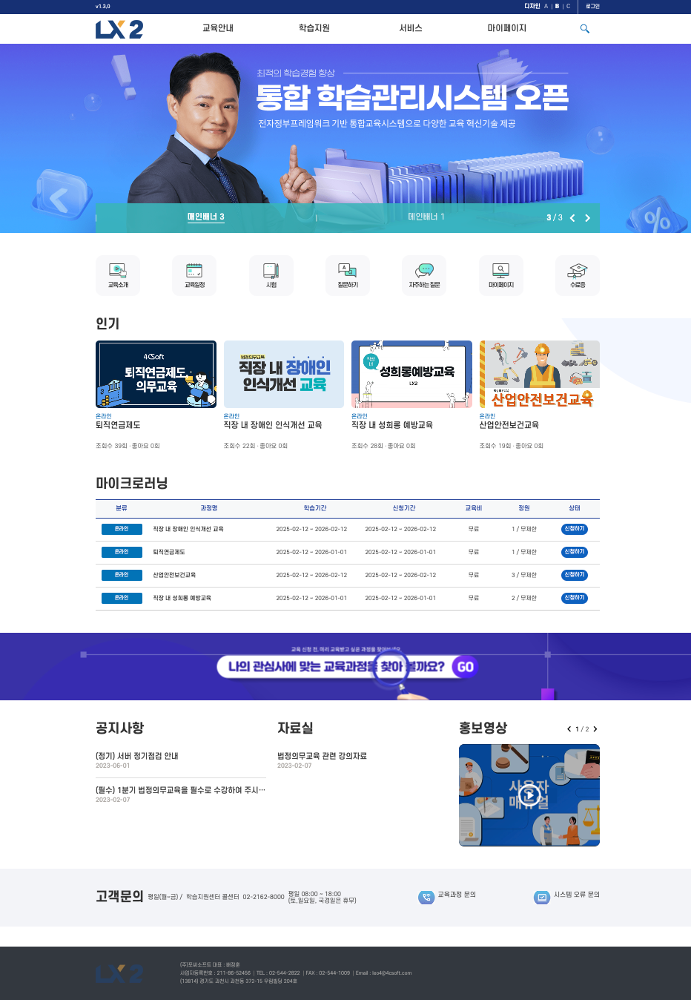 v1.3.0
디자인 A | B | C
로그인
LX 2
교육안내
학습지원
서비스
마이페이지
최적의 학습경험 향상
통합 학습관리시스템 오픈
전자정부프레임워크 기반 통합교육시스템으로 다양한 교육 혁신기술 제공
메인배너 3
메인배너 1
3 / 3
교육소개
교육일정
시험
질문하기
자주하는 질문
마이페이지
수료증
인기
4CSoft
퇴직연금제도
의무교육
법정의무교육
직장 내 장애인
인식개선 교육
직장 내
성희롱예방교육
LX2
산업안전보건교육
온라인
퇴직연금제도
조회수 39회 · 좋아요 0회
온라인
직장 내 장애인 인식개선 교육
조회수 22회 · 좋아요 0회
온라인
직장 내 성희롱 예방교육
조회수 28회 · 좋아요 0회
온라인
산업안전보건교육
조회수 19회 · 좋아요 0회
마이크로러닝
분류 과정명 학습기간 신청기간 교육비 정원 상태
온라인 직장 내 장애인 인식개선 교육 2025-02-12 ~ 2026-02-12 2025-02-12 ~ 2026-02-12 무료 1 / 무제한 신청하기
온라인 퇴직연금제도 2025-02-12 ~ 2026-01-01 2025-02-12 ~ 2026-01-01 무료 1 / 무제한 신청하기
온라인 산업안전보건교육 2025-02-12 ~ 2026-02-12 2025-02-12 ~ 2026-02-12 무료 3 / 무제한 신청하기
온라인 직장 내 성희롱 예방교육 2025-02-12 ~ 2026-01-01 2025-02-12 ~ 2026-01-01 무료 2 / 무제한 신청하기
교육 신청 전, 미리 교육받고 싶은 과정을 찾아보세요.
나의 관심사에 맞는 교육과정을 찾아 볼까요? GO
공지사항
(정기) 서버 정기점검 안내
2023-06-01
(필수) 1분기 법정의무교육을 필수로 수강하여 주시…
2023-02-07
자료실
법정의무교육 관련 강의자료
2023-02-07
홍보영상
1 / 2
사용자
매뉴얼
고객문의
평일(월~금) / 학습지원센터 콜센터 02-2162-8000
평일 08:00 ~ 18:00
(토,일요일, 국경일은 휴무)
교육과정 문의
시스템 오류 문의
LX 2
(주)포씨소프트 대표 : 배정훈
사업자등록번호 : 211-86-52456 | TEL : 02-544-2822 | FAX : 02-544-1009 | Email : leo4@4csoft.com
(13814) 경기도 과천시 과천동 372-15 우림빌딩 204호